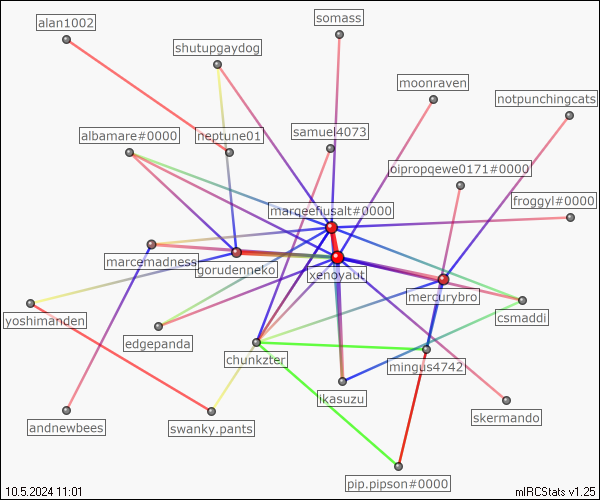 somass
alan1002
shutupgaydog
moonraven
notpunchingcats
albamare#0000
neptune01
samuel4073
oipropqewe0171#0000
froggyl#0000
marqeefiusalt#0000
marcemadness
gorudenneko
xenoyaut
mercurybro
csmaddi
yoshimanden
edgepanda
chunkzter
mingus4742
ikasuzu
skermando
andnewbees
swanky.pants
pip.pipson#0000
10.5.2024 11:01
mIRCStats v1.25